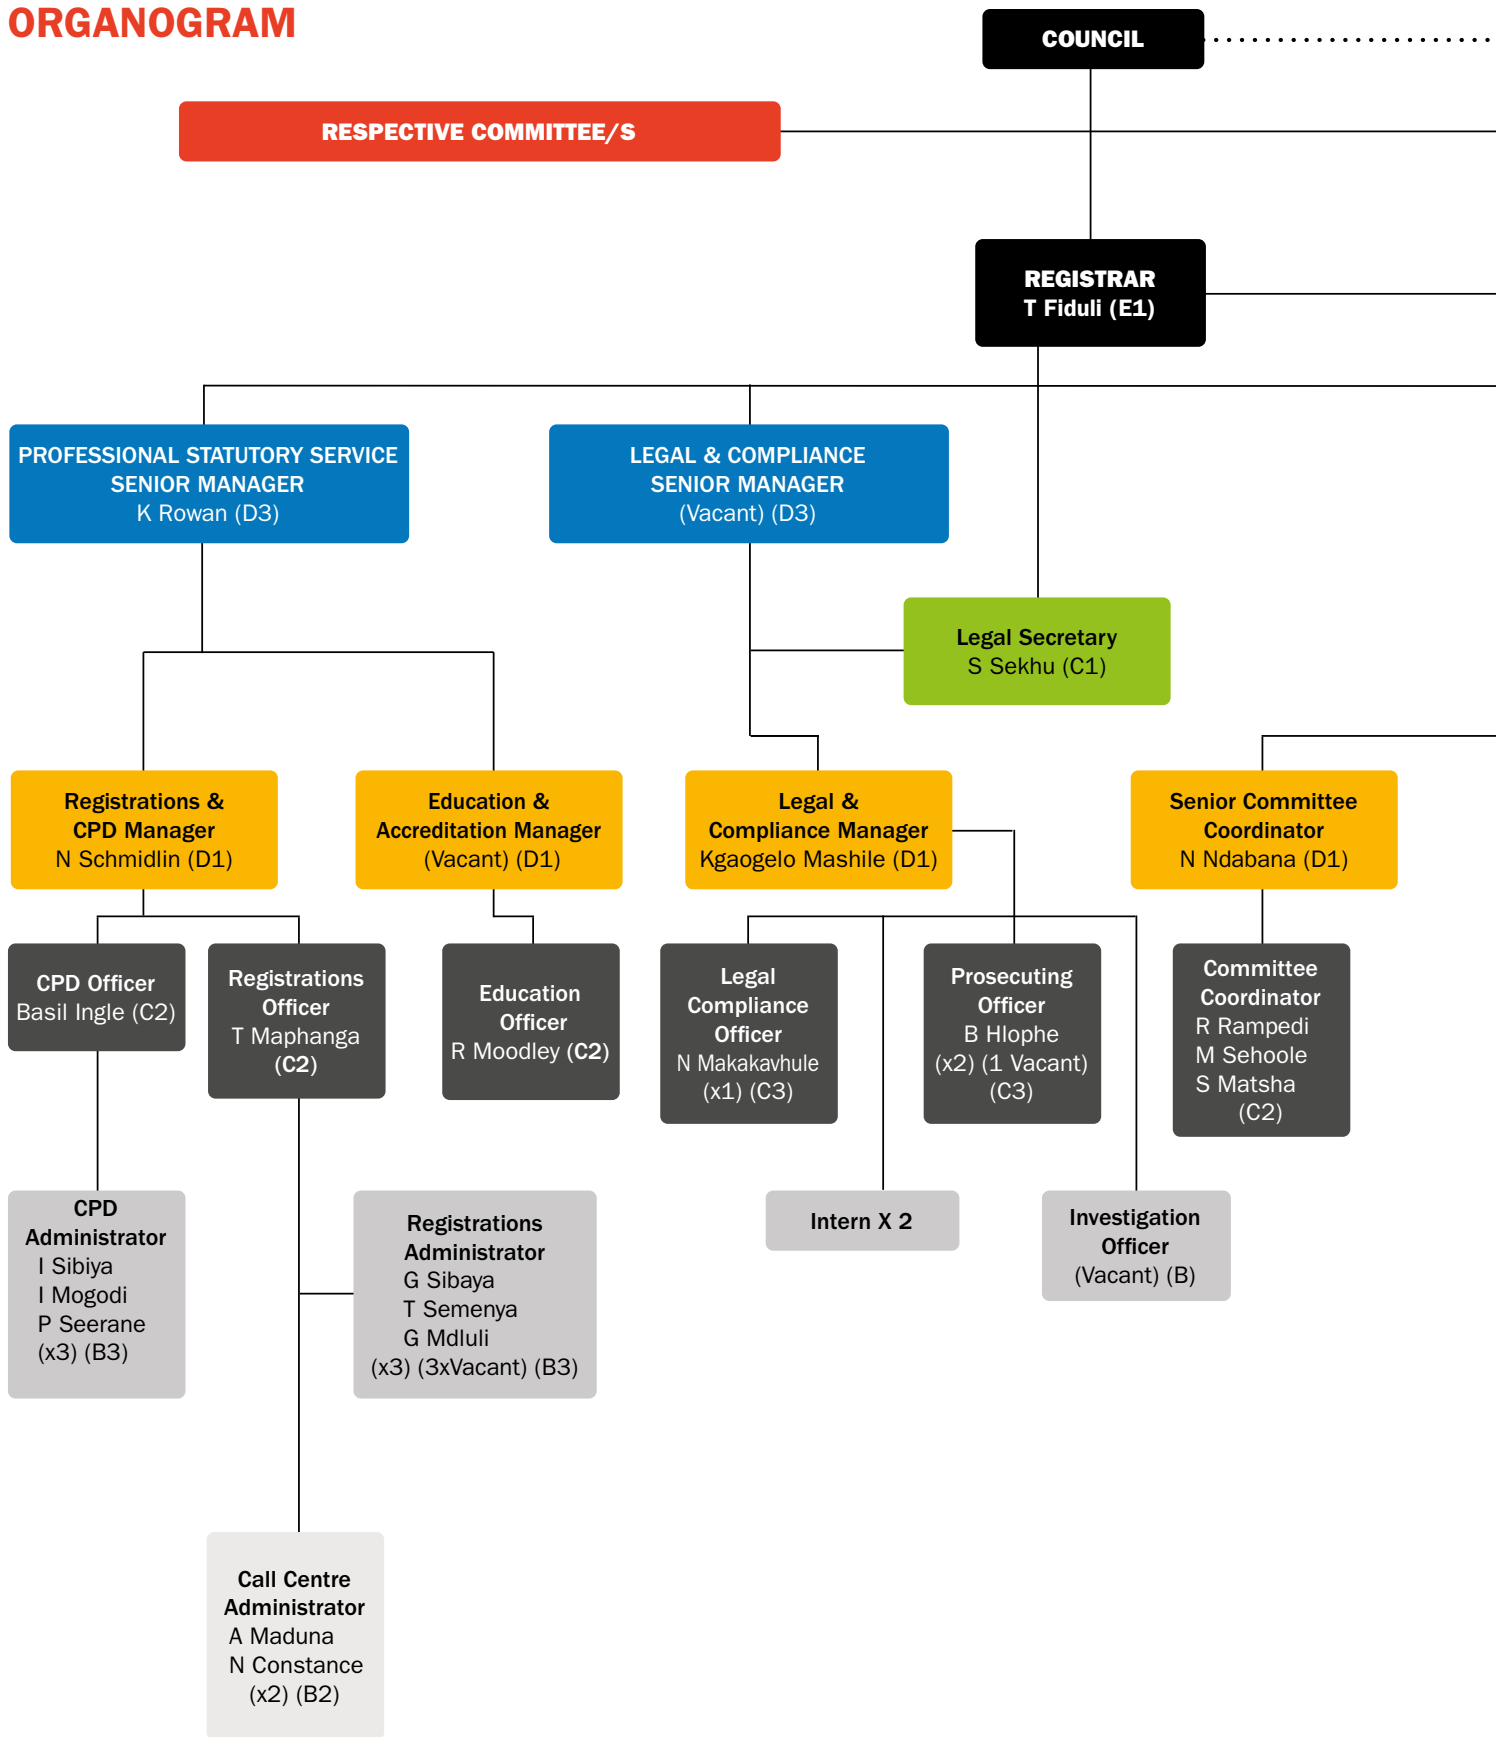 ORGANOGRAM
COUNCIL
RESPECTIVE COMMITTEE/S
REGISTRAR
T Fiduli (E1)
PROFESSIONAL STATUTORY SERVICE
SENIOR MANAGER
K Rowan (D3)
LEGAL & COMPLIANCE
SENIOR MANAGER
(Vacant) (D3)
Legal Secretary
S Sekhu (C1)
Registrations &
CPD Manager
N Schmidlin (D1)
Education &
Accreditation Manager
(Vacant) (D1)
Legal &
Compliance Manager
Kgaogelo Mashile (D1)
Senior Committee
Coordinator
N Ndabana (D1)
CPD Officer
Basil Ingle (C2)
Registrations
Officer
T Maphanga
(C2)
Education
Officer
R Moodley (C2)
Legal
Compliance
Officer
N Makakavhule
(x1) (C3)
Prosecuting
Officer
B Hlophe
(x2) (1 Vacant)
(C3)
Committee
Coordinator
R Rampedi
M Sehoole
S Matsha
(C2)
CPD
Administrator
I Sibiya
I Mogodi
P Seerane
(x3) (B3)
Registrations
Administrator
G Sibaya
T Semenya
G Mdluli
(x3) (3xVacant) (B3)
Intern X 2
Investigation
Officer
(Vacant) (B)
Call Centre
Administrator
A Maduna
N Constance
(x2) (B2)